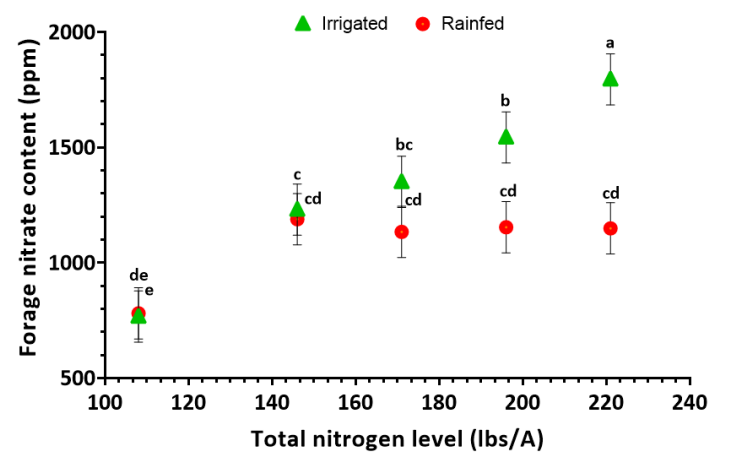 Irrigated Rainfed
Forage nitrate content (ppm)
2000
1500
1000
500
a
b
bc
c
cd
cd
cd
cd
de
e
100 120 140 160 180 200 220 240
Total nitrogen level (lbs/A)